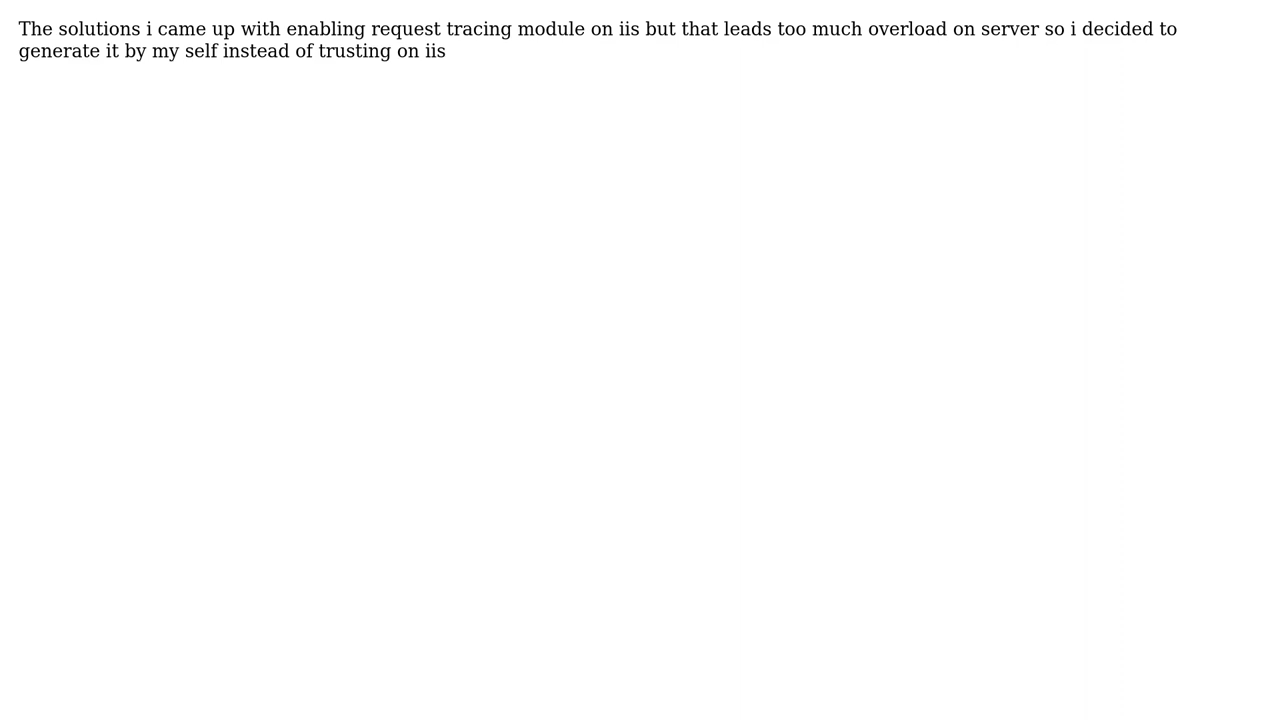 The solutions i came up with enabling request tracing module on iis but that leads too much overload on server so i decided to
generate it by my self instead of trusting on iis